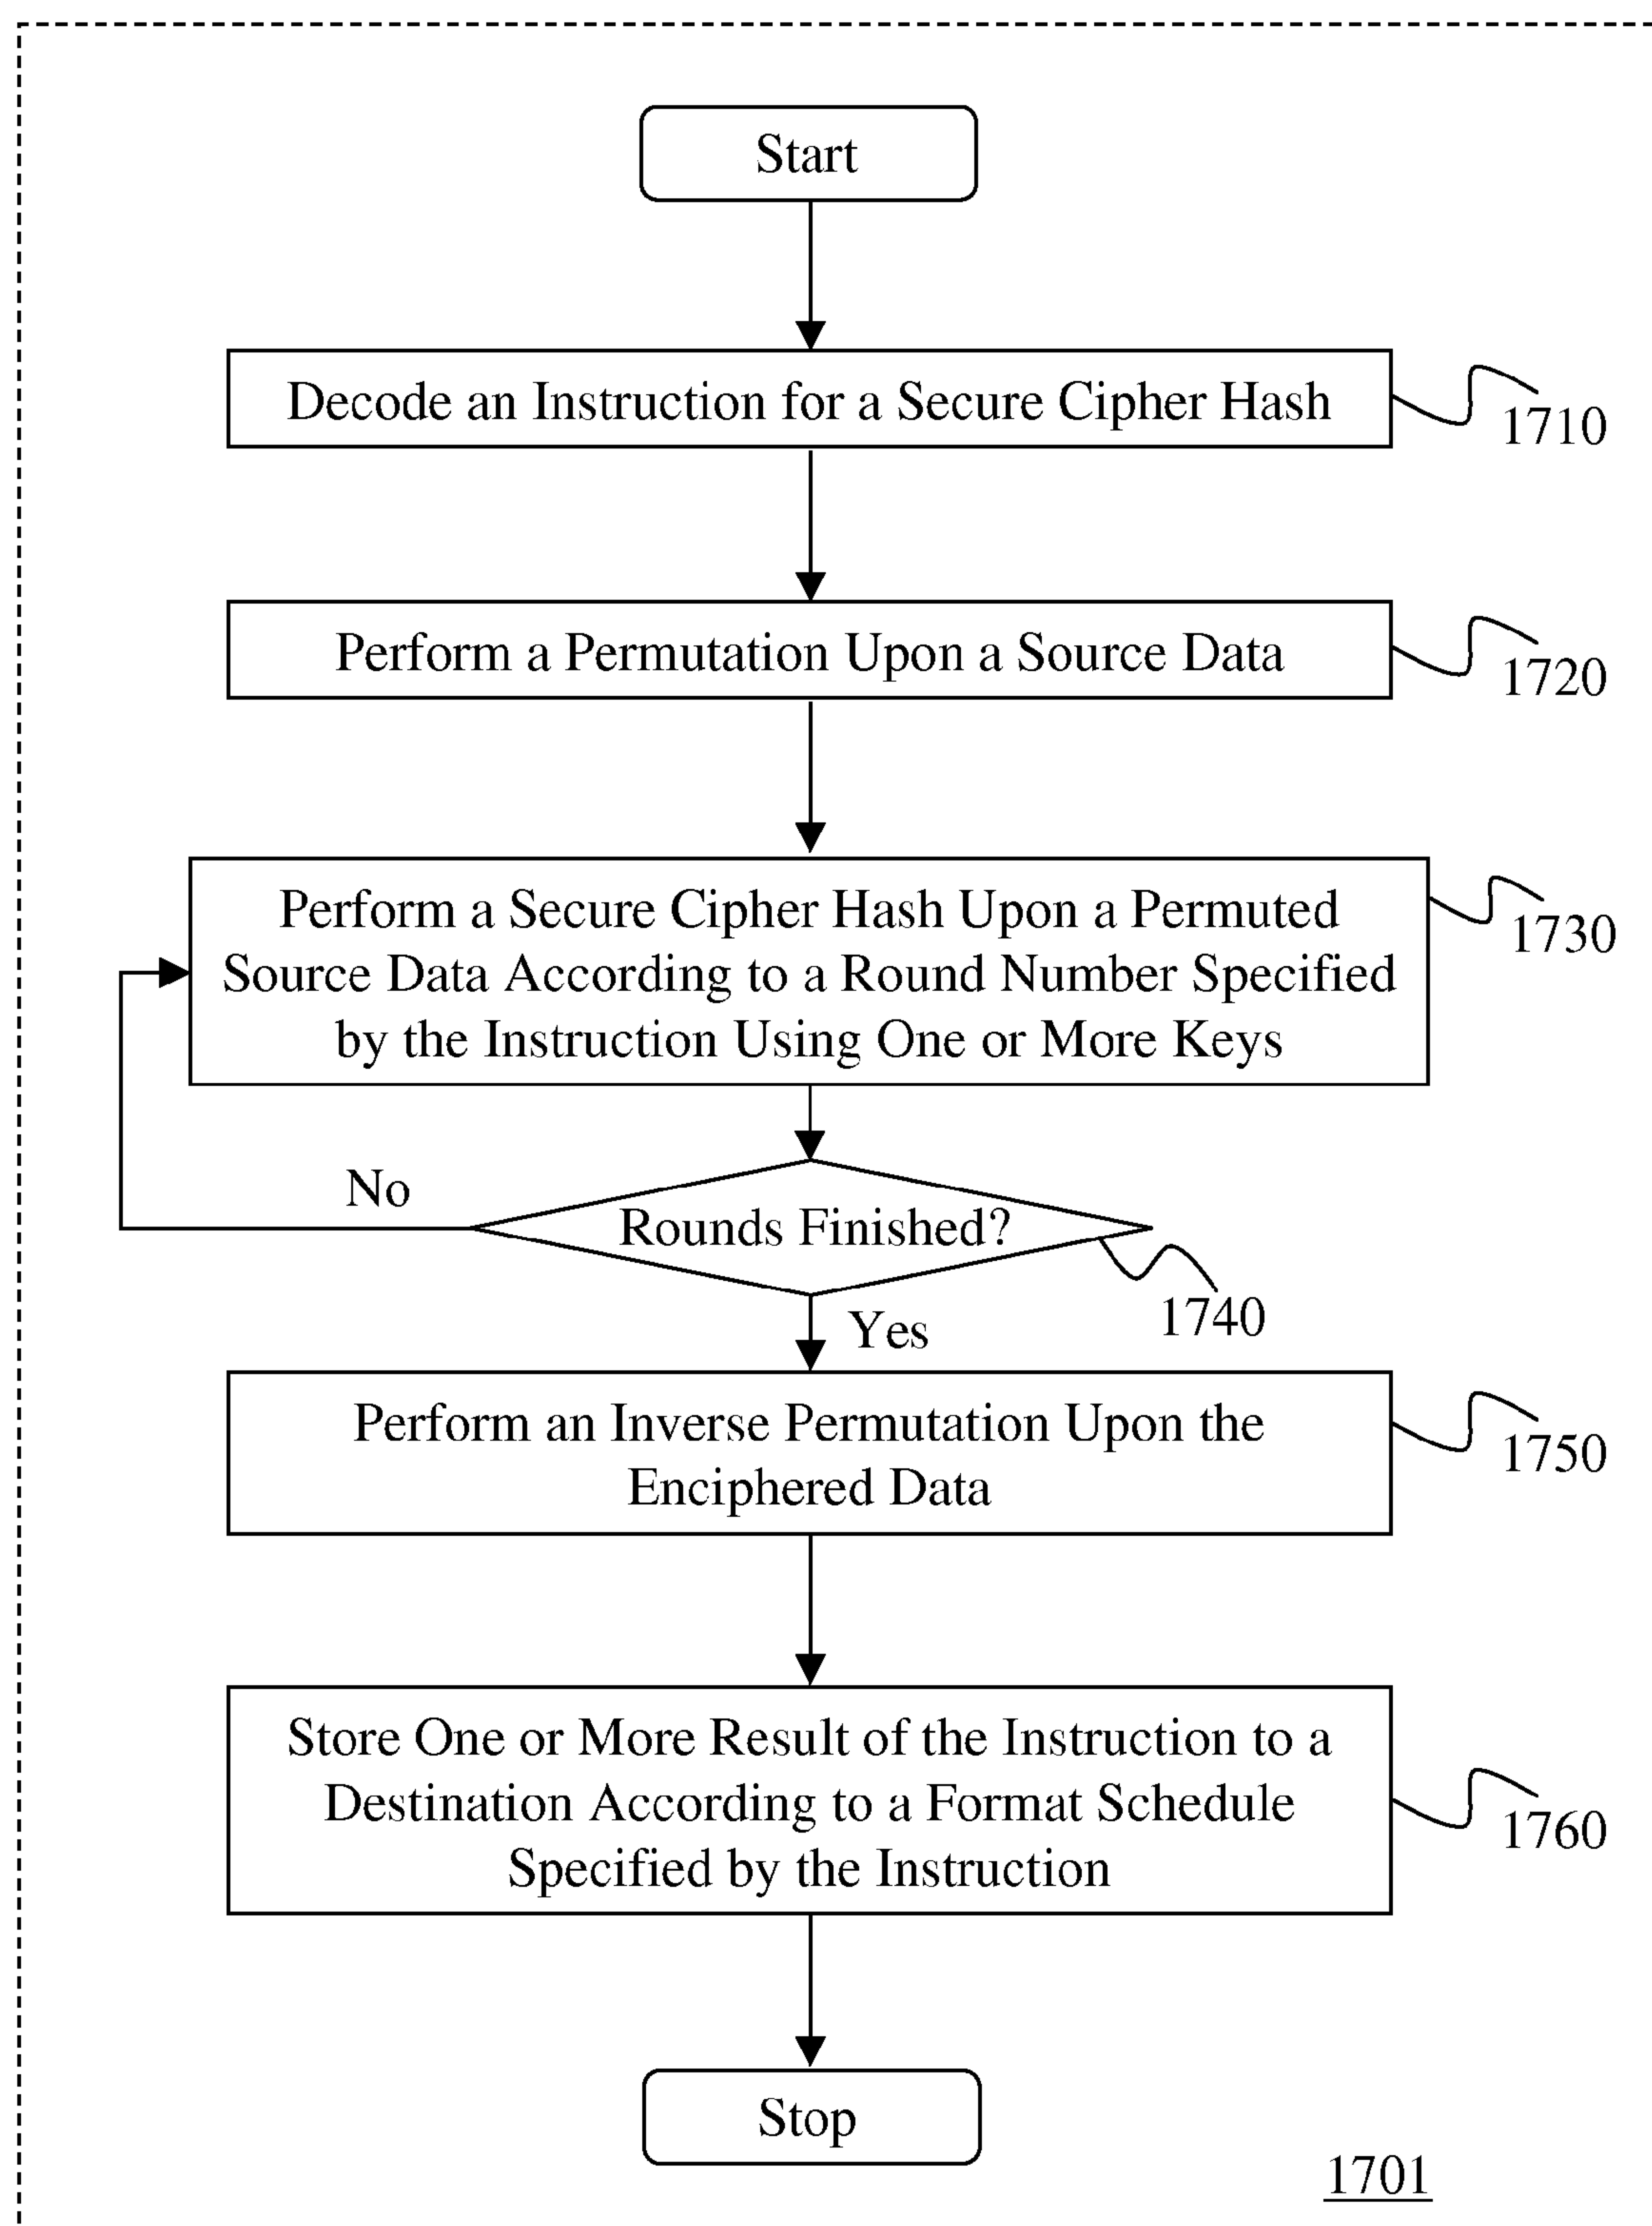 Start
Decode an Instruction for a Secure Cipher Hash
1710
Perform a Permutation Upon a Source Data
1720
Perform a Secure Cipher Hash Upon a Permuted
Source Data According to a Round Number Specified
by the Instruction Using One or More Keys
1730
No
Rounds Finished?
1740
Yes
Perform an Inverse Permutation Upon the
Enciphered Data
1750
Store One or More Result of the Instruction to a
Destination According to a Format Schedule
Specified by the Instruction
1760
Stop
1701